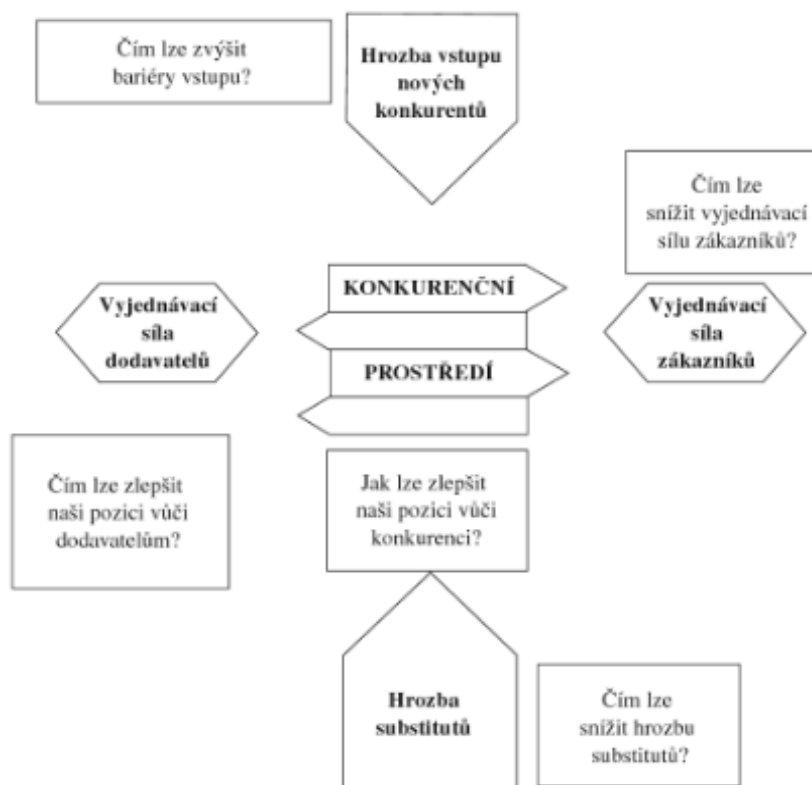 Čím lze zvýšit
bariéry vstupu?
Hrozba vstupu
nových
konkurentů
Čím lze
snížit vyjednávací
sílu zákazníků?
Vyjednávací
síla
dodavatelů
KONKURENČNÍ
PROSTŘEDÍ
Vyjednávací
síla
zákazníků
Čím lze zlepšit
naši pozici vůči
dodavatelům?
Jak lze zlepšit
naši pozici vůči
konkurenci?
Hrozba
substitutů
Čím lze
snížit hrozbu
substitutů?